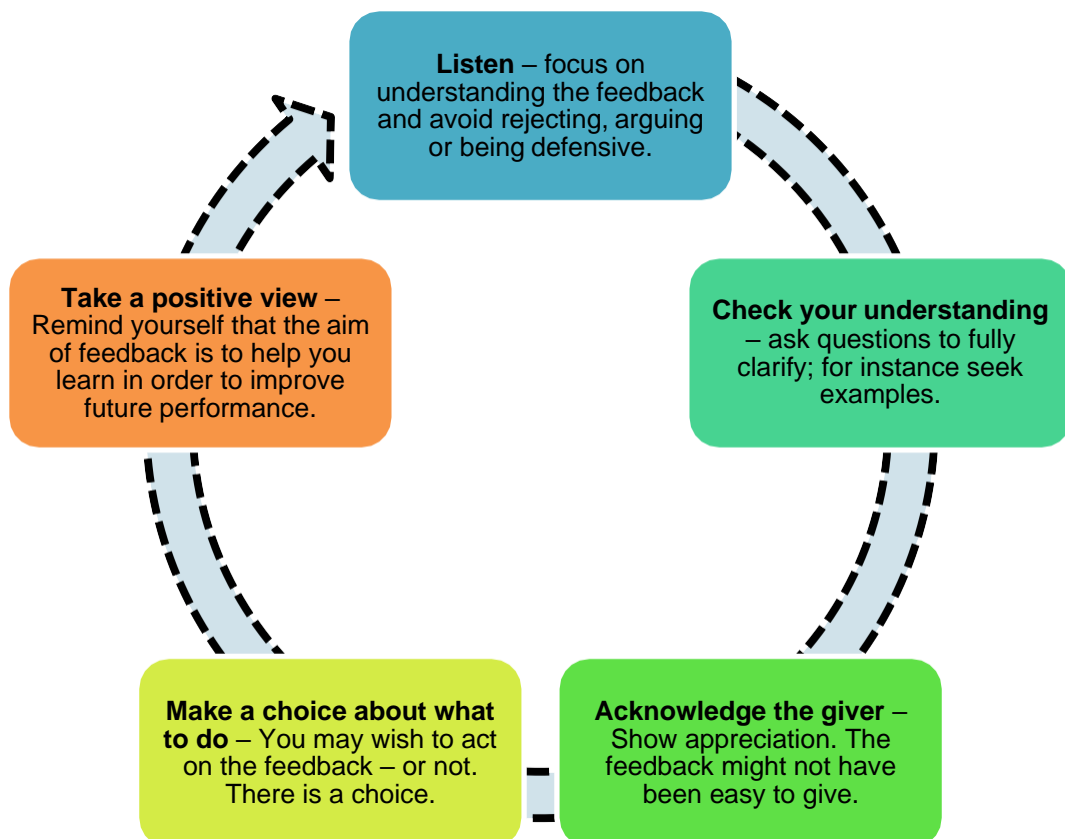 Listen – focus on
understanding the feedback
and avoid rejecting, arguing
or being defensive.
Check your understanding
– ask questions to fully
clarify; for instance seek
examples.
Acknowledge the giver –
Show appreciation. The
feedback might not have
been easy to give.
Make a choice about what
to do – You may wish to act
on the feedback – or not.
There is a choice.
Take a positive view –
Remind yourself that the aim
of feedback is to help you
learn in order to improve
future performance.